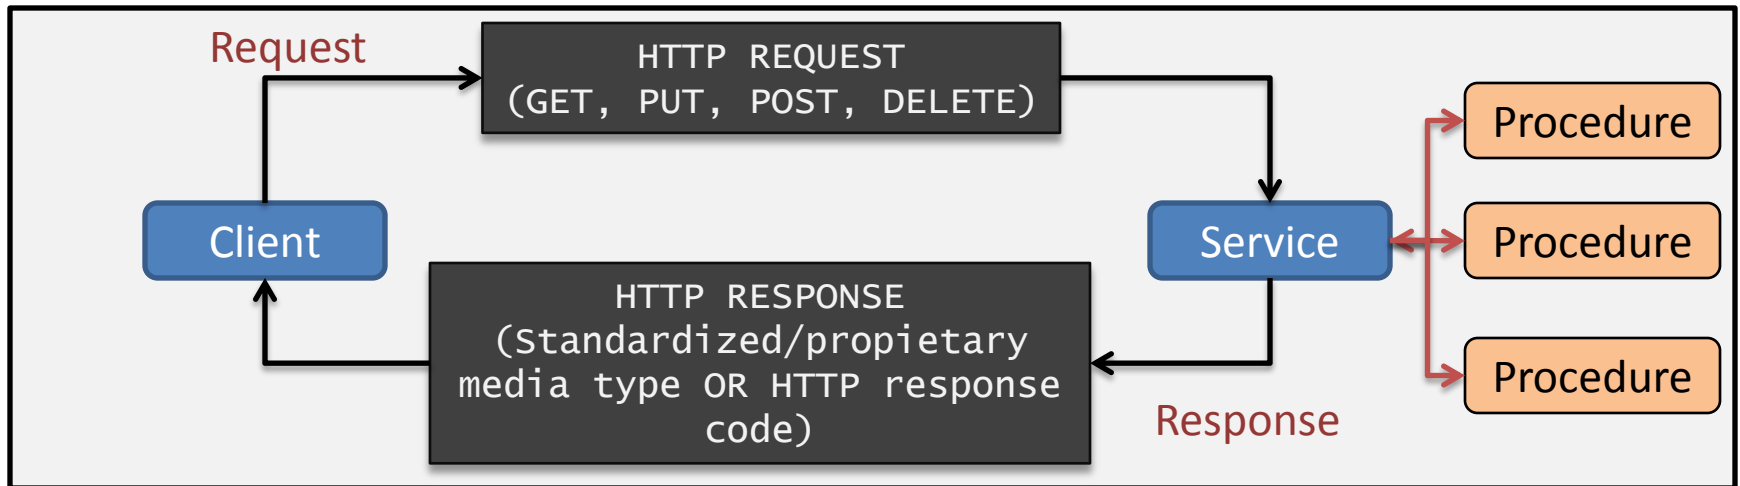 Request
HTTP REQUEST
(GET, PUT, POST, DELETE)
Procedure
Client
Service
Procedure
HTTP RESPONSE
(Standardized/propietary
media type OR HTTP response
code)
Procedure
Response